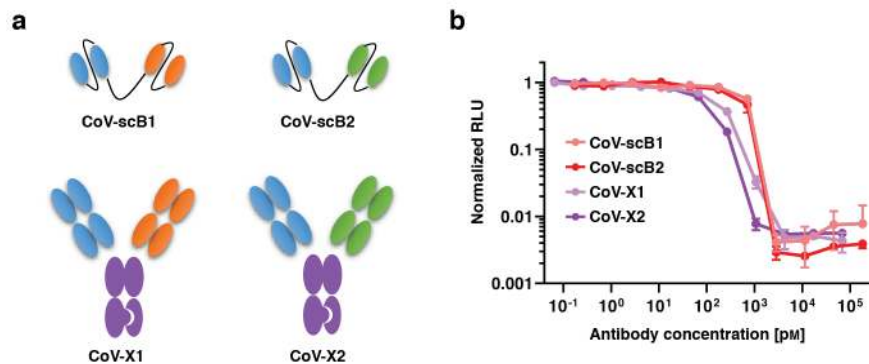 a
CoV-scB1
CoV-scB2
CoV-X1
CoV-X2
b
Normalized RLU
1
0.1
0.01
0.001
CoV-scB1
CoV-scB2
CoV-X1
CoV-X2
10⁻¹ 10⁰ 10¹ 10² 10³ 10⁴ 10⁵
Antibody concentration [pM]